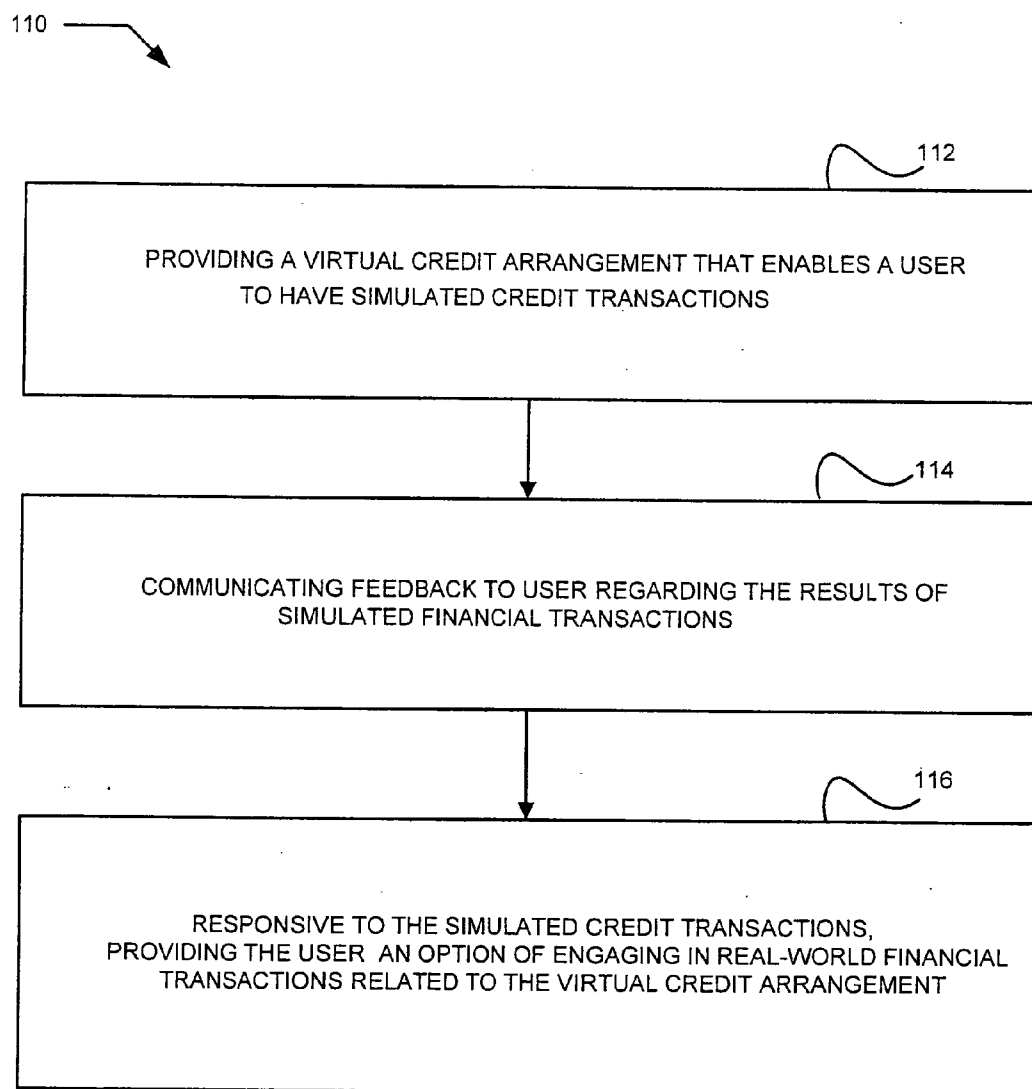 110
112
PROVIDING A VIRTUAL CREDIT ARRANGEMENT THAT ENABLES A USER
TO HAVE SIMULATED CREDIT TRANSACTIONS
114
COMMUNICATING FEEDBACK TO USER REGARDING THE RESULTS OF
SIMULATED FINANCIAL TRANSACTIONS
116
RESPONSIVE TO THE SIMULATED CREDIT TRANSACTIONS,
PROVIDING THE USER AN OPTION OF ENGAGING IN REAL-WORLD FINANCIAL
TRANSACTIONS RELATED TO THE VIRTUAL CREDIT ARRANGEMENT